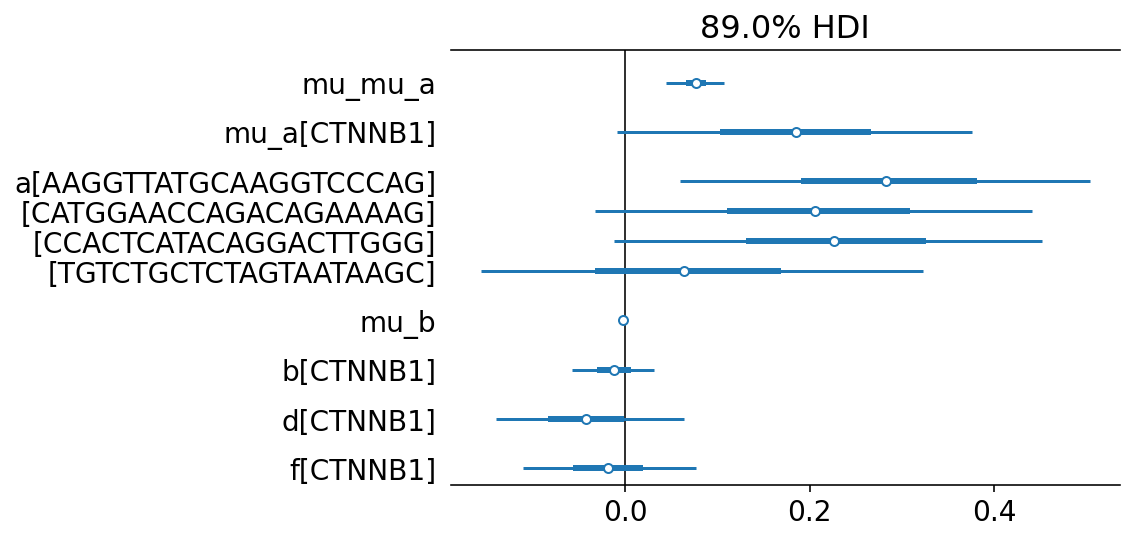 89.0% HDI
mu_mu_a
mu_a[CTNNB1]
a[AAGGTTATGCAAGGTCCCAG]
[CATGGAACCAGACAGAAAAG]
[CCACTCATACAGGACTTGGG]
[TGTCTGCTCTAGTAATAAGC]
mu_b
b[CTNNB1]
d[CTNNB1]
f[CTNNB1]
0.0 0.2 0.4